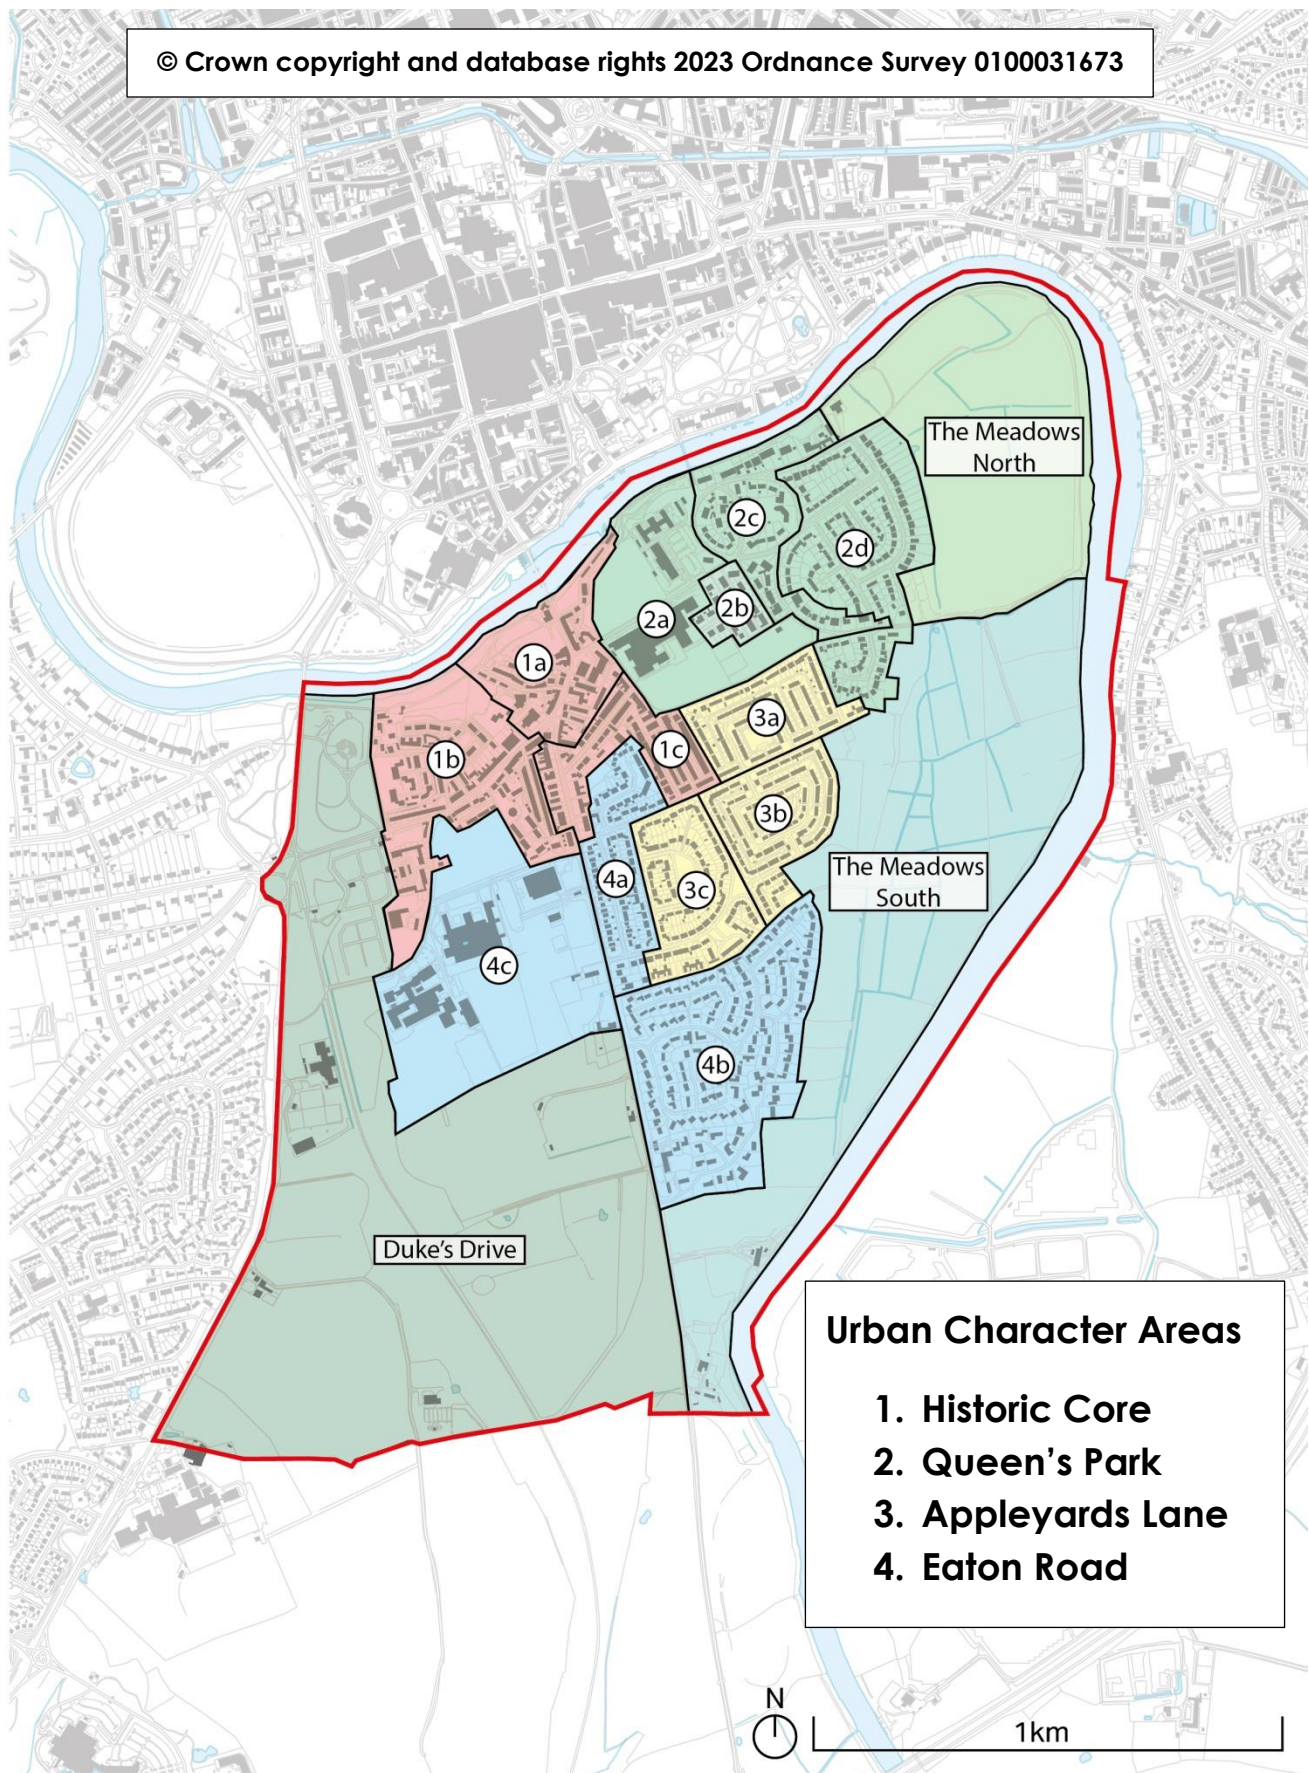 © Crown copyright and database rights 2023 Ordnance Survey 0100031673
The Meadows
North
2c
2d
2b
2a
1a
3a
1c
1b
3b
The Meadows
South
4a
3c
4c
4b
Duke's Drive
Urban Character Areas
1. Historic Core
2. Queen's Park
3. Appleyards Lane
4. Eaton Road
N
1km